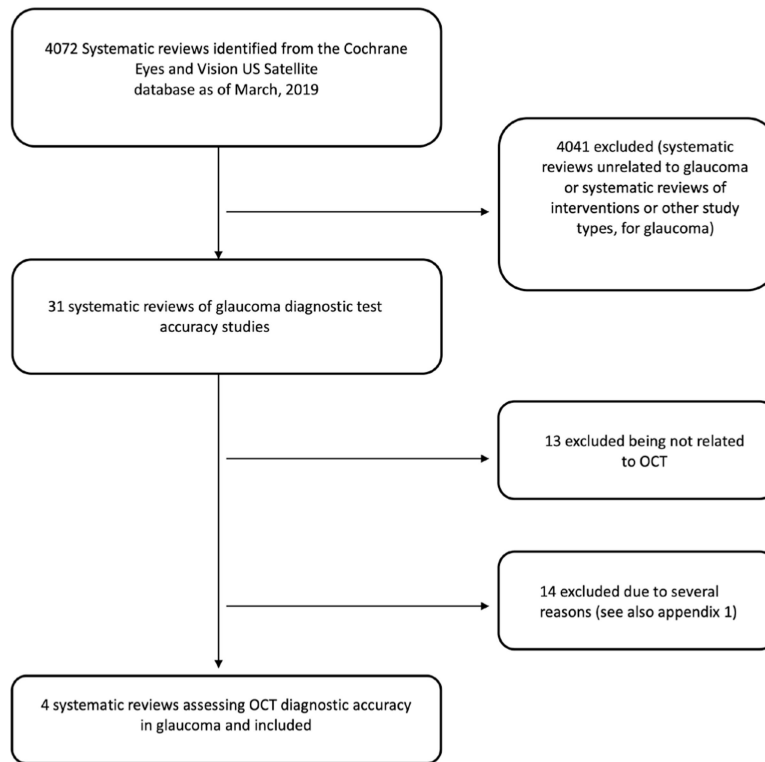 4072 Systematic reviews identified from the Cochrane
Eyes and Vision US Satellite
database as of March, 2019
4041 excluded (systematic
reviews unrelated to glaucoma
or systematic reviews of
interventions or other study
types, for glaucoma)
31 systematic reviews of glaucoma diagnostic test
accuracy studies
13 excluded being not related
to OCT
14 excluded due to several
reasons (see also appendix 1)
4 systematic reviews assessing OCT diagnostic accuracy
in glaucoma and included